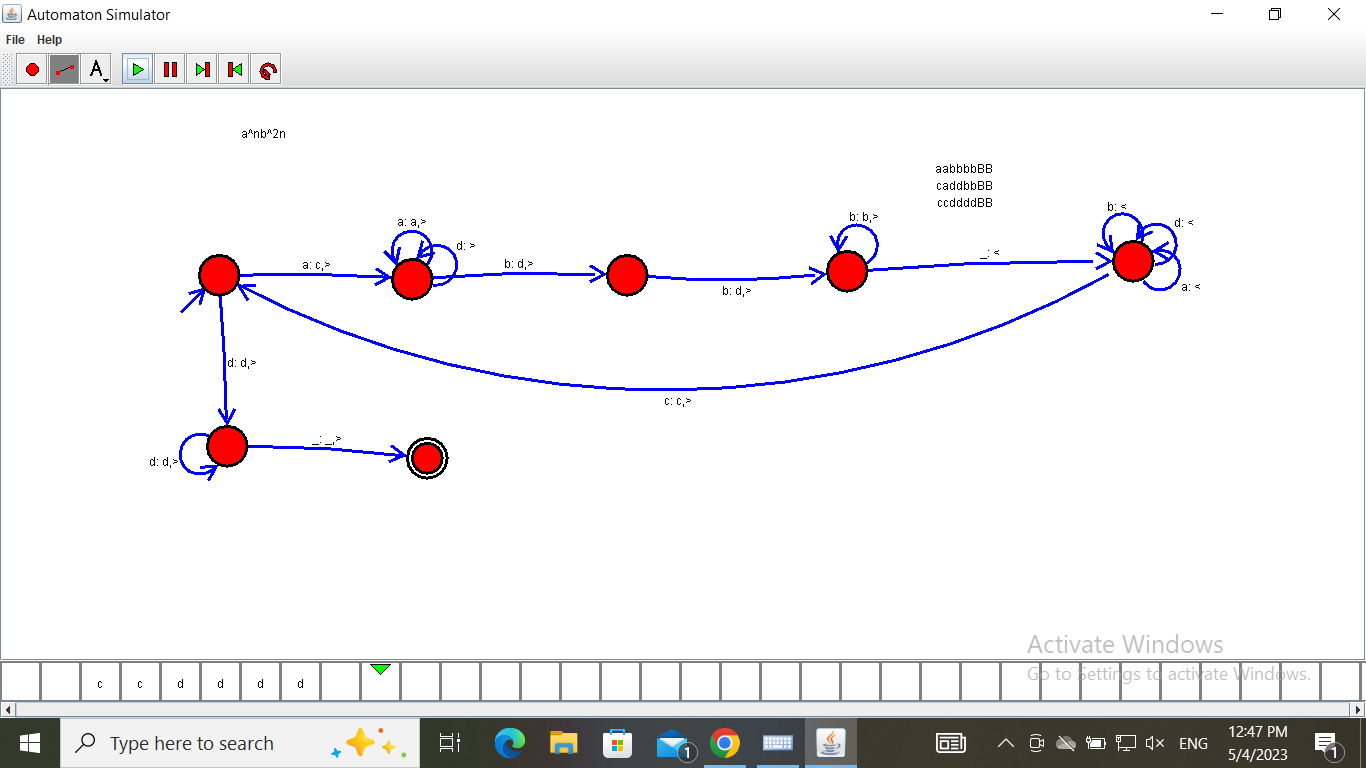 Automaton Simulator
File Help
A
a^nb^2n
aabbbbBB
caddbbBB
ccddddBB
a: a,>
b: b,>
b: <
d: <
d: >
a: c,>
b: d,>
_: <
b: d,>
a: <
d: d,>
c: c,>
_: _,>
d: d,>
Activate Windows
Go to Settings to activate Windows.
c c d d d d
Type here to search
1
ENG
12:47 PM
5/4/2023
1